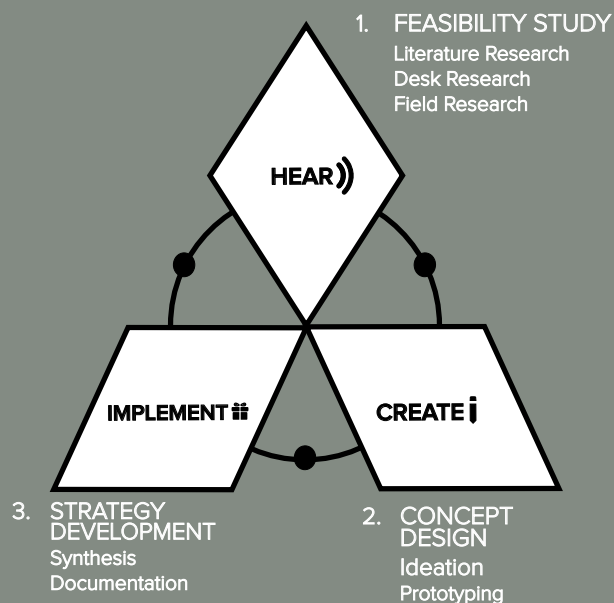 1. FEASIBILITY STUDY
Literature Research
Desk Research
Field Research
HEAR
IMPLEMENT
CREATE
3. STRATEGY
DEVELOPMENT
Synthesis
Documentation
2. CONCEPT
DESIGN
Ideation
Prototyping